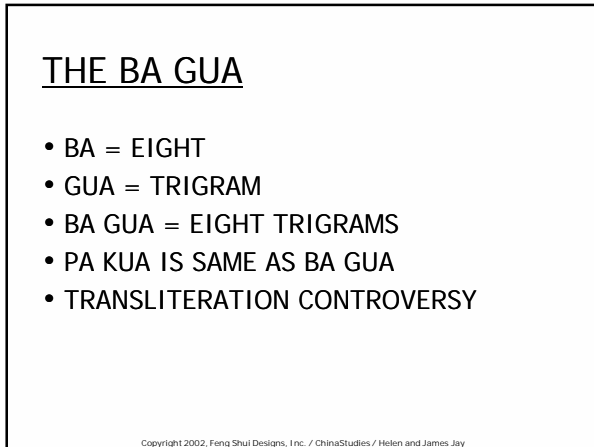 THE BA GUA
• BA = EIGHT
• GUA = TRIGRAM
• BA GUA = EIGHT TRIGRAMS
• PA KUA IS SAME AS BA GUA
• TRANSLITERATION CONTROVERSY
Copyright 2002, Feng Shui Designs, Inc. / ChinaStudies / Helen and James Jay